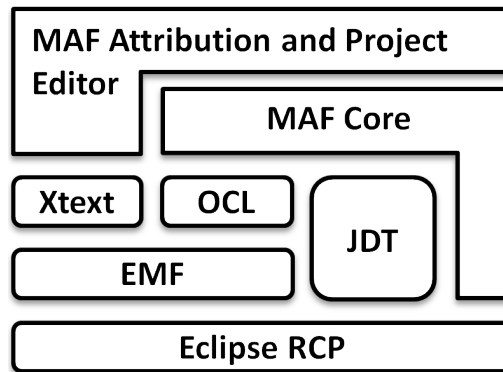 MAF Attribution and Project
Editor
MAF Core
Xtext
OCL
JDT
EMF
Eclipse RCP